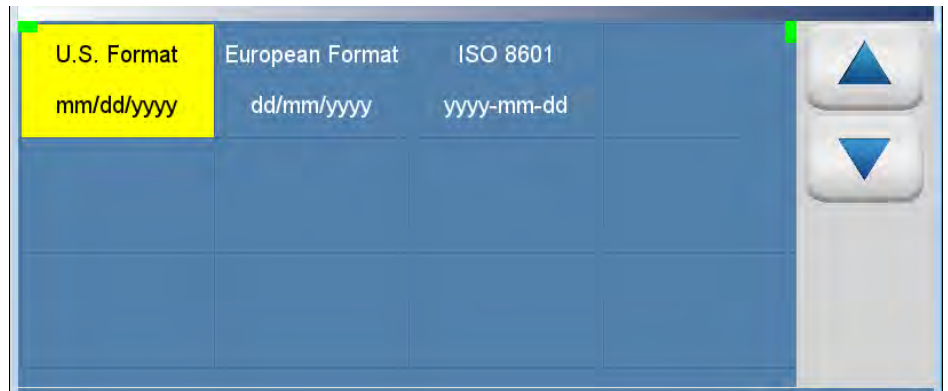 U.S. Format
mm/dd/yyyy
European Format
dd/mm/yyyy
ISO 8601
yyyy-mm-dd